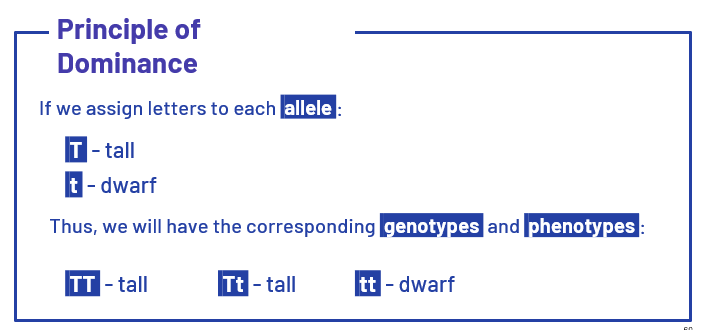 Principle of
Dominance
If we assign letters to each allele:
T - tall
t - dwarf
Thus, we will have the corresponding genotypes and phenotypes:
TT - tall Tt - tall tt - dwarf